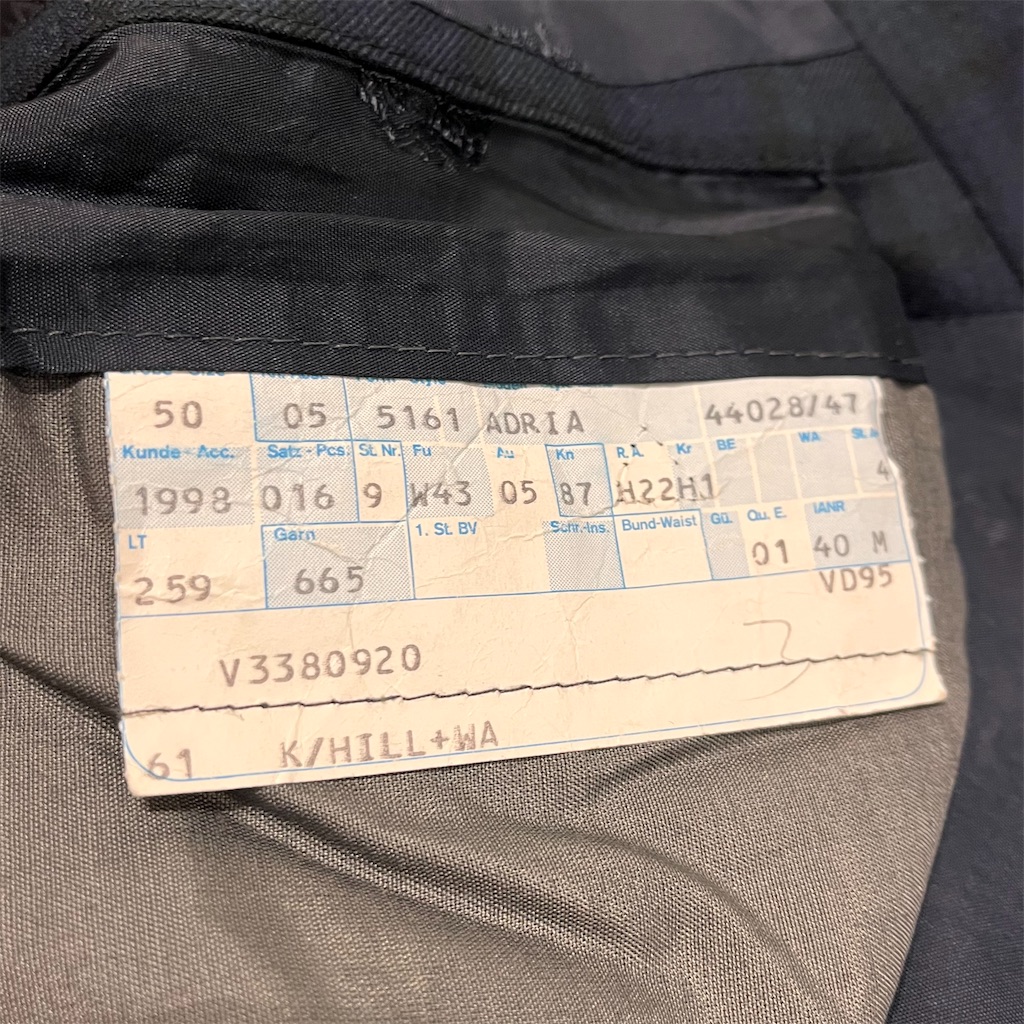 50 05 5161 ADRIA 44028/47
Kunde - Acc. Satz - Pcs. St. Nr. Fu Au Kn R.A. Kr BE WA
1998 016 9 W43 05 87 H22H1 4
LT Garn 1. St. BV Schr.-Ins. Bund-Waist Gü. Qu. E. IANR
259 665 01 40 M
VD95
V3380920 3
61 K/HILL+WA